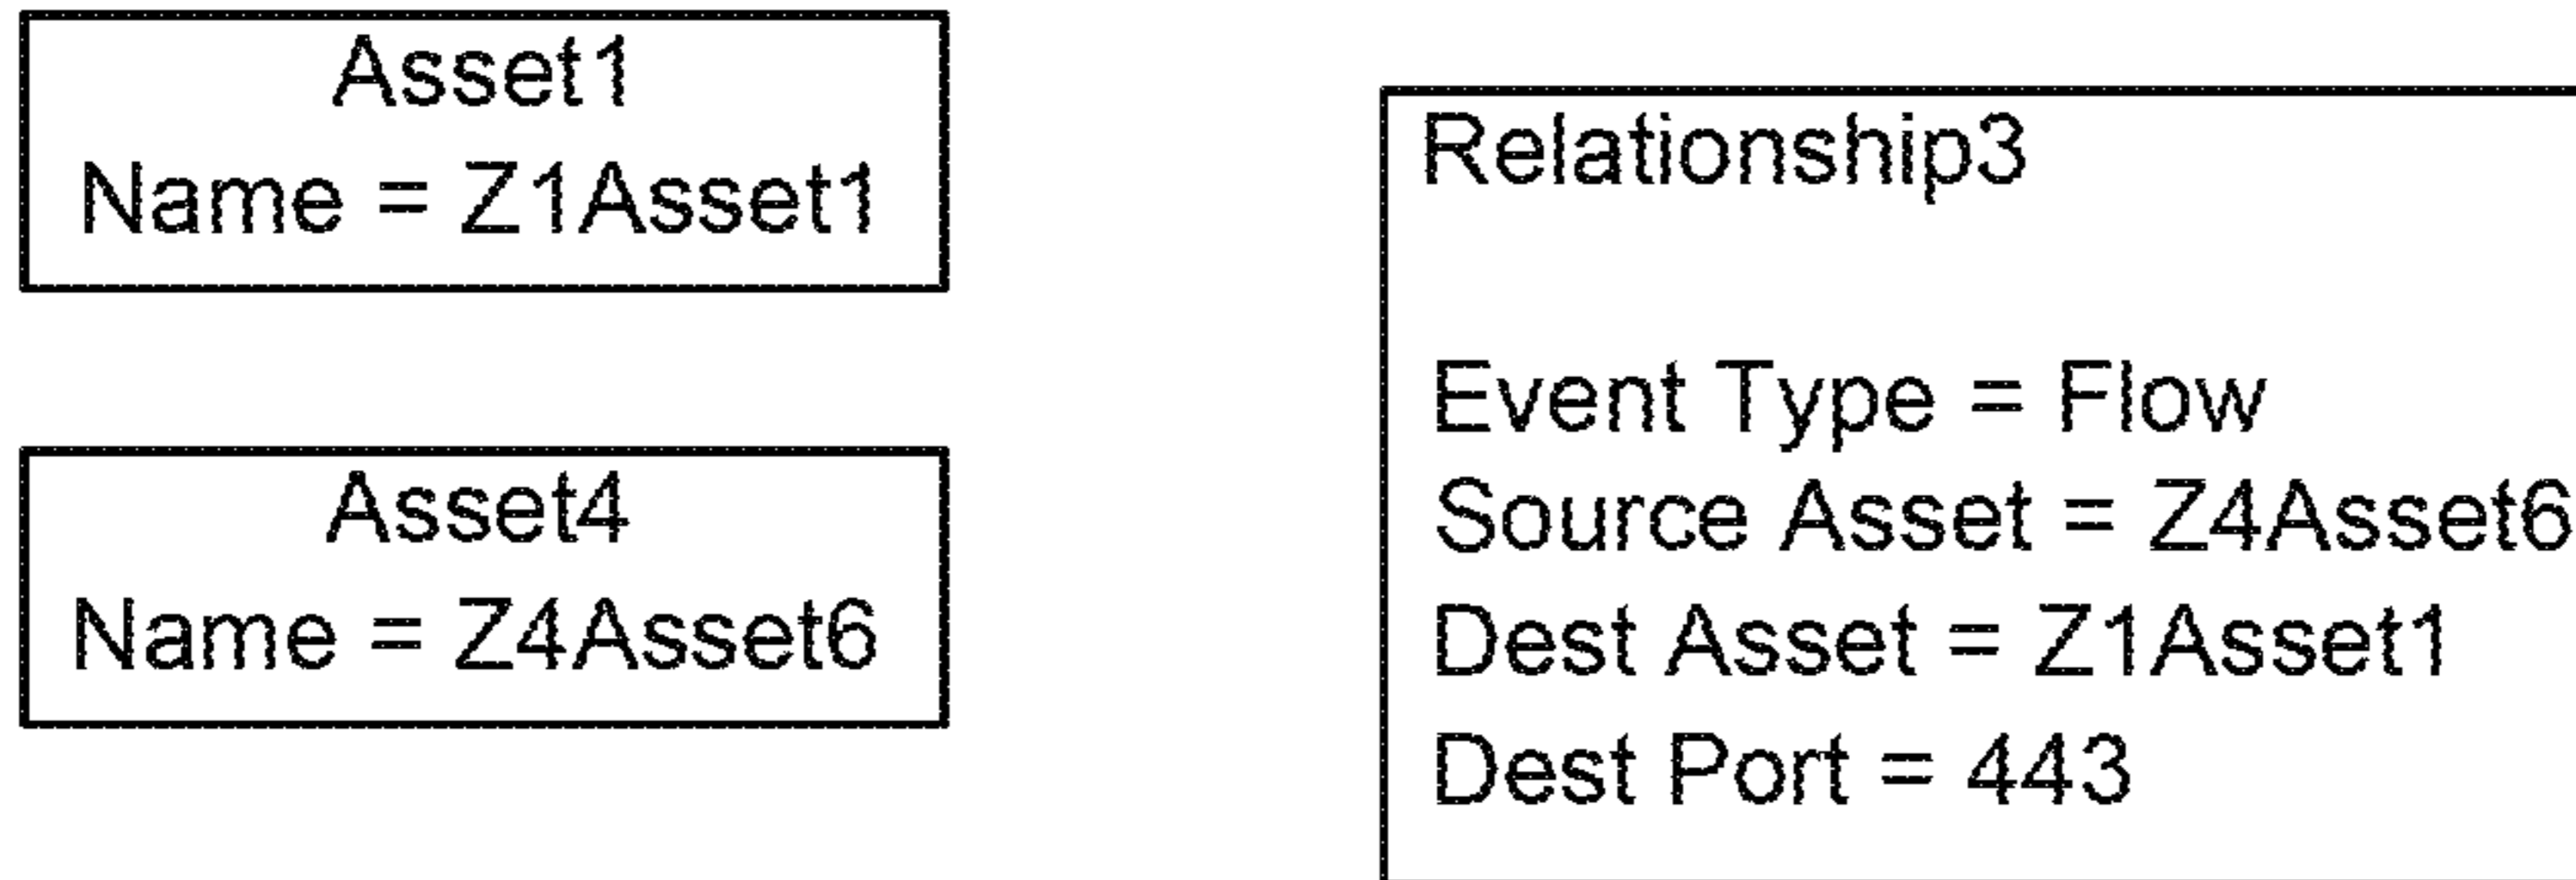 Asset1
Name = Z1Asset1
Asset4
Name = Z4Asset6
Relationship3
Event Type = Flow
Source Asset = Z4Asset6
Dest Asset = Z1Asset1
Dest Port = 443